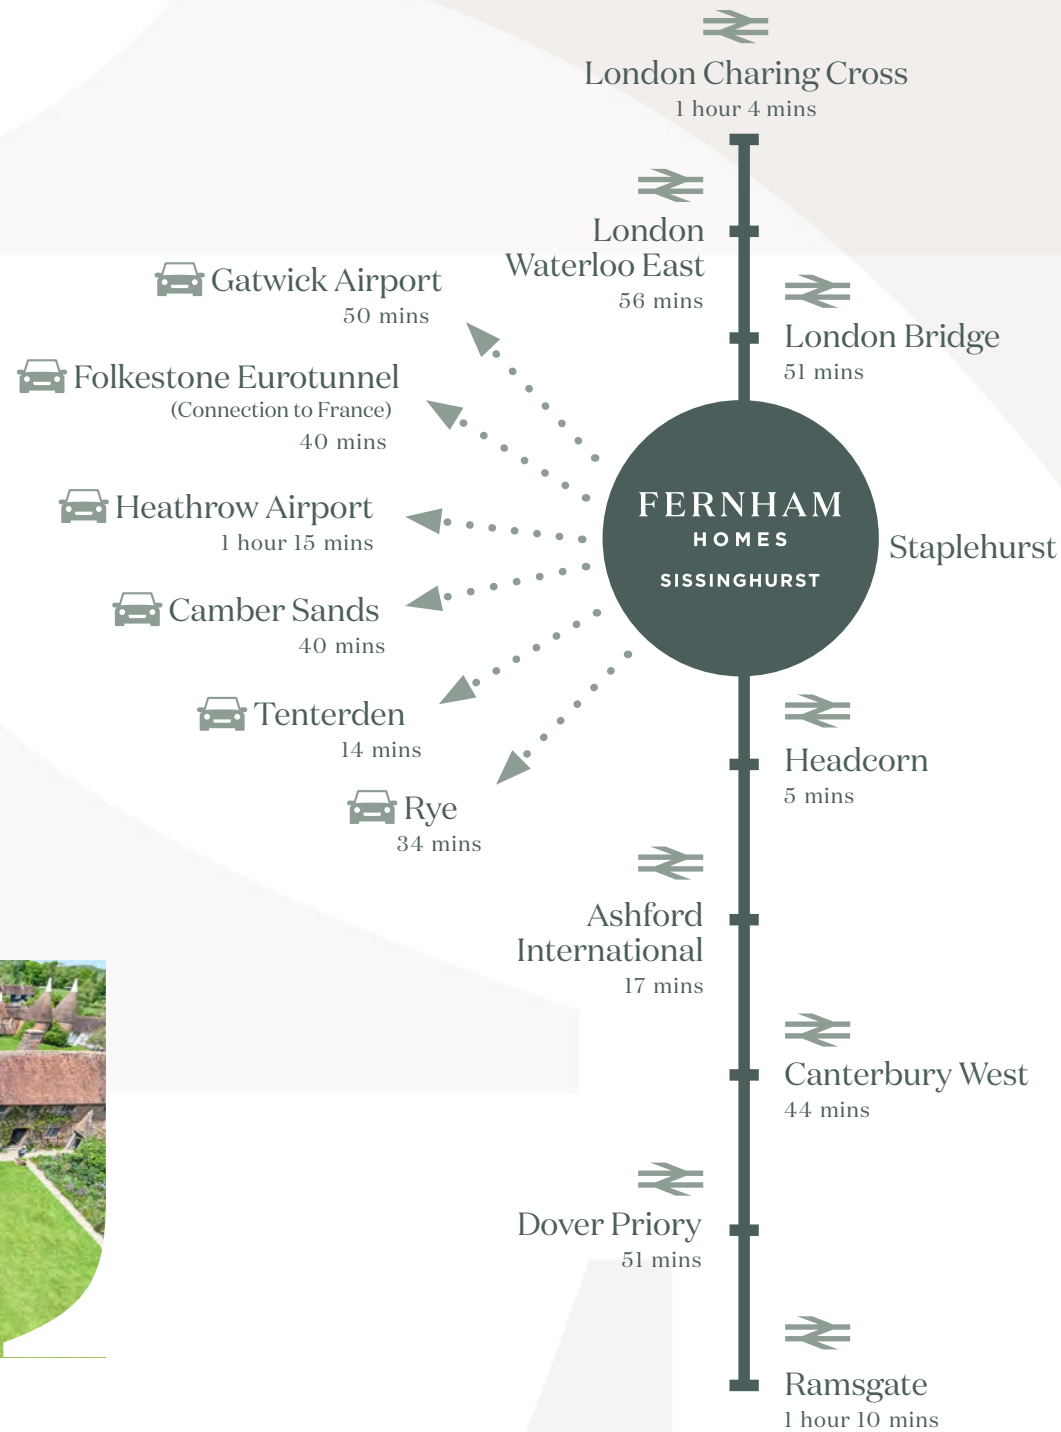 London Charing Cross
1 hour 4 mins
London
Waterloo East
56 mins
London Bridge
51 mins
Gatwick Airport
50 mins
Folkestone Eurotunnel
(Connection to France)
40 mins
Heathrow Airport
1 hour 15 mins
Camber Sands
40 mins
Tenterden
14 mins
Rye
34 mins
FERNHAM
HOMES
SISSINGHURST
Staplehurst
Headcorn
5 mins
Ashford
International
17 mins
Canterbury West
44 mins
Dover Priory
51 mins
Ramsgate
1 hour 10 mins